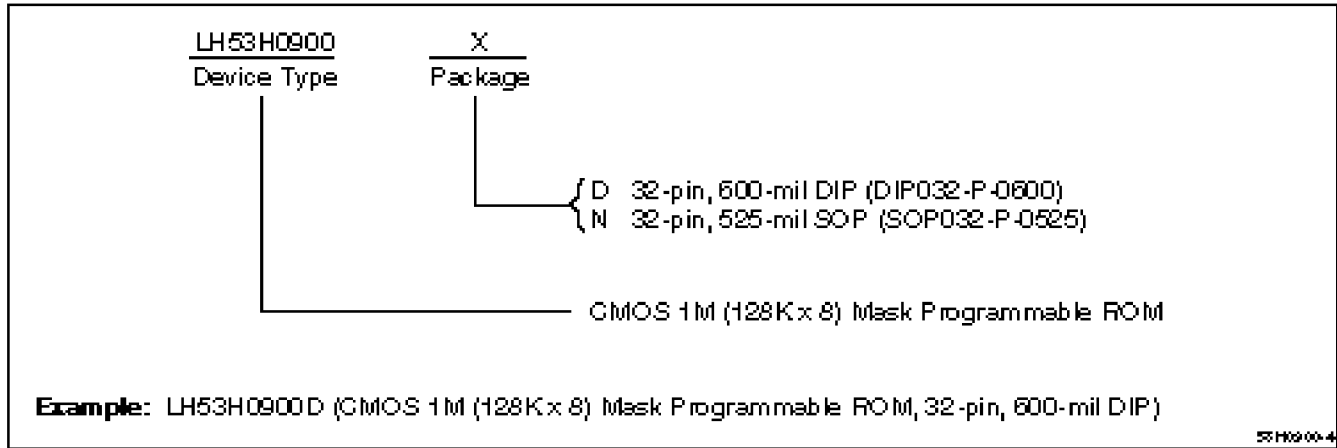 LH53H0900 X
Device Type Package
D 32-pin, 600-mil DIP (DIP032-P-0600)
N 32-pin, 525-mil SOP (SOP032-P-0525)
CMOS 1M (128K x 8) Mask Programmable ROM
Example: LH53H0900D (CMOS 1M (128K x 8) Mask Programmable ROM, 32-pin, 600-mil DIP)
53H0900-4